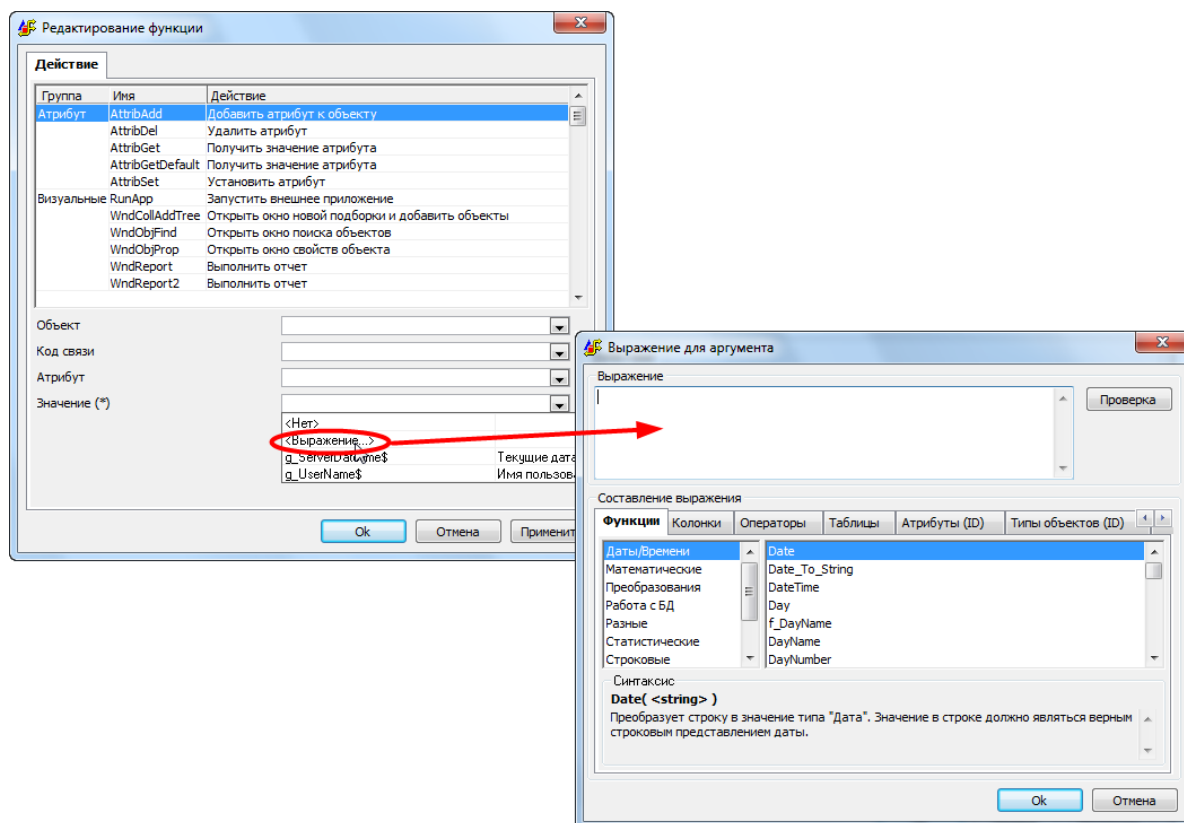 Редактирование функции
Действие
Группа Имя Действие
Атрибут AttribAdd Добавить атрибут к объекту
AttribDel Удалить атрибут
AttribGet Получить значение атрибута
AttribGetDefault Получить значение атрибута
AttribSet Установить атрибут
Визуальные RunApp Запустить внешнее приложение
WndCollAddTree Открыть окно новой подборки и добавить объекты
WndObjFind Открыть окно поиска объектов
WndObjProp Открыть окно свойств объекта
WndReport Выполнить отчет
WndReport2 Выполнить отчет
Объект
Код связи
Атрибут
Значение (*)
<Нет>
<Выражение...>
Текущие дата
g_UserName$ Имя пользов
Ok Отмена Применит
Выражение для аргумента
Выражение
Проверка
Составление выражения
Функции Колонки Операторы Таблицы Атрибуты (ID) Типы объектов (ID)
Даты/Времени Date
Математические Date_To_String
Преобразования DateTime
Работа с БД Day
Разные f_DayName
Статистические DayName
Строковые DayNumber
Синтаксис
Date( <string> )
Преобразует строку в значение типа "Дата". Значение в строке должно являться верным
строковым представлением даты.
Ok Отмена